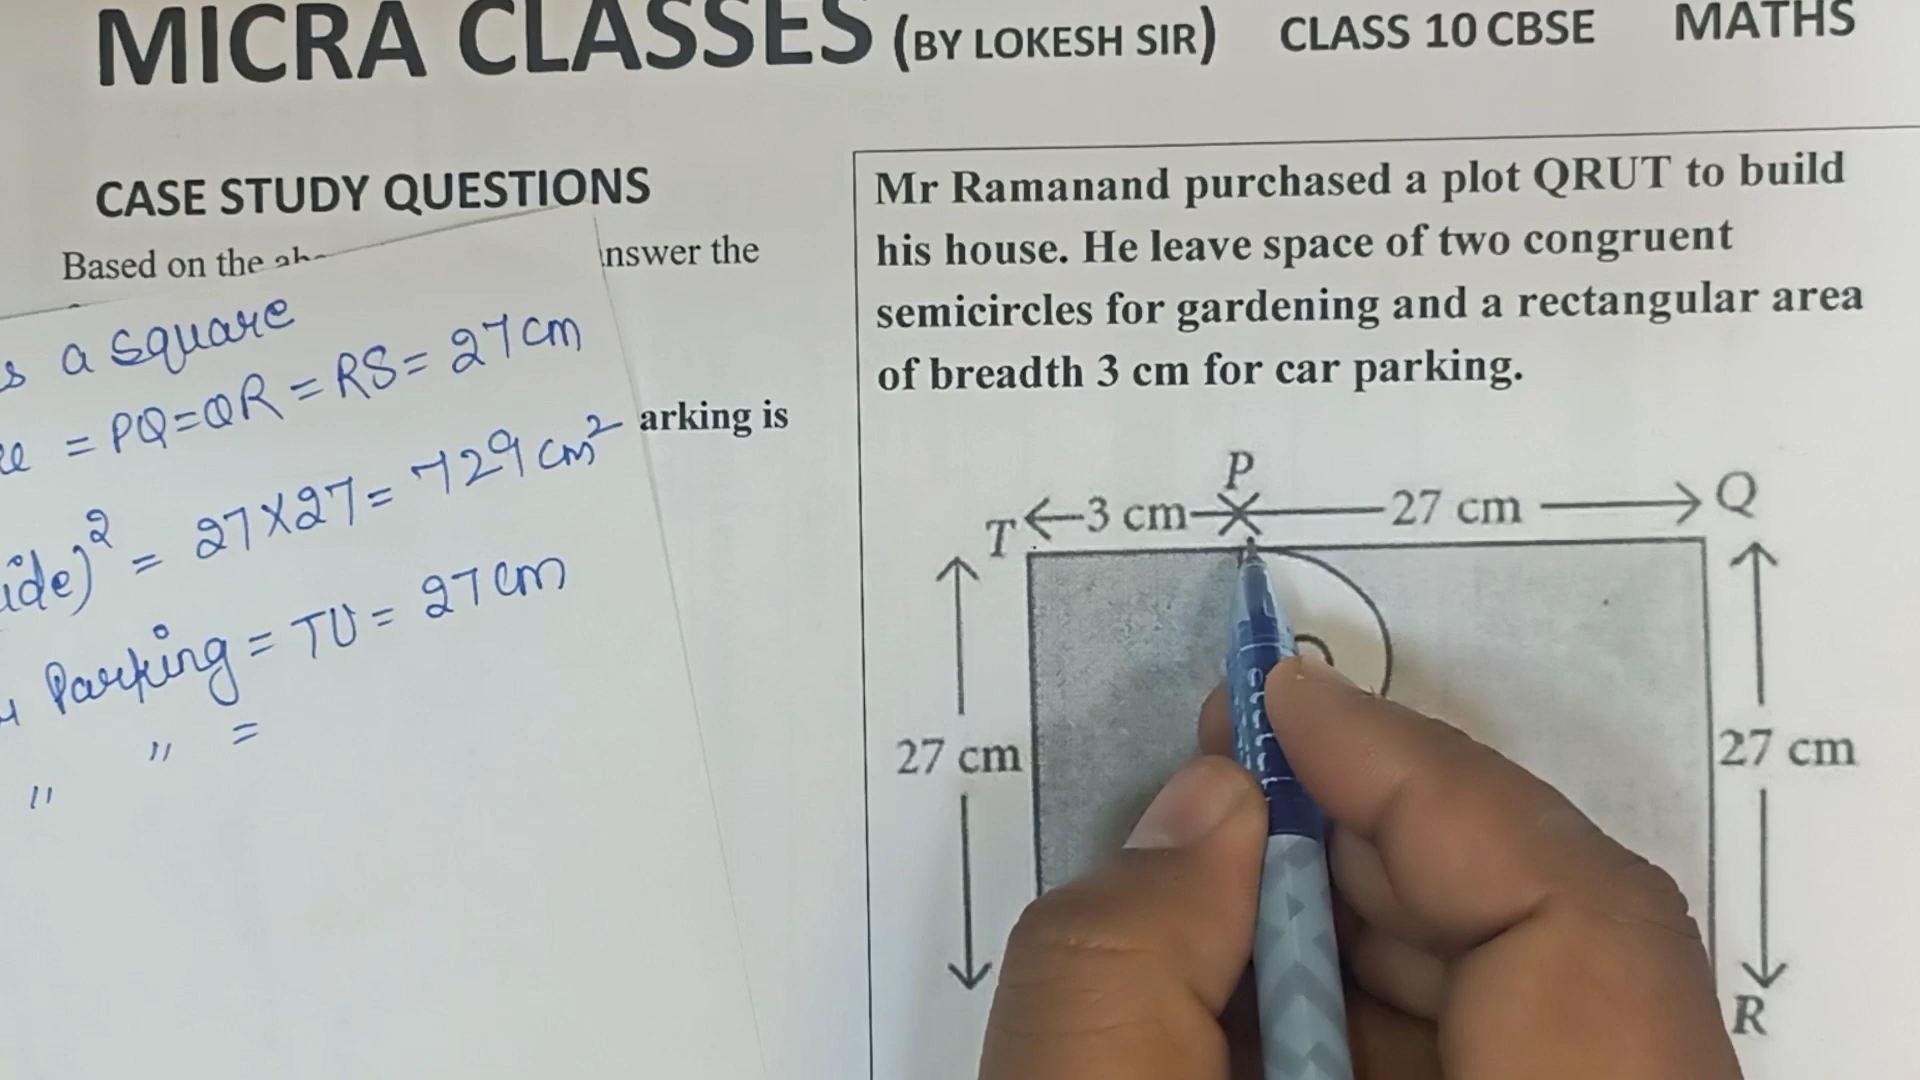 MICRA CLASSES (BY LOKESH SIR) CLASS 10 CBSE MATHS
CASE STUDY QUESTIONS
Based on the
nswer the
s a square
= PQ=QR = RS = 27 cm
ide)² = 27×27 = 729 cm²
arking is
Parking = TU = 27 cm
" =
"
Mr Ramanand purchased a plot QRUT to build
his house. He leave space of two congruent
semicircles for gardening and a rectangular area
of breadth 3 cm for car parking.
P
T 3 cm 27 cm Q
27 cm 27 cm
R